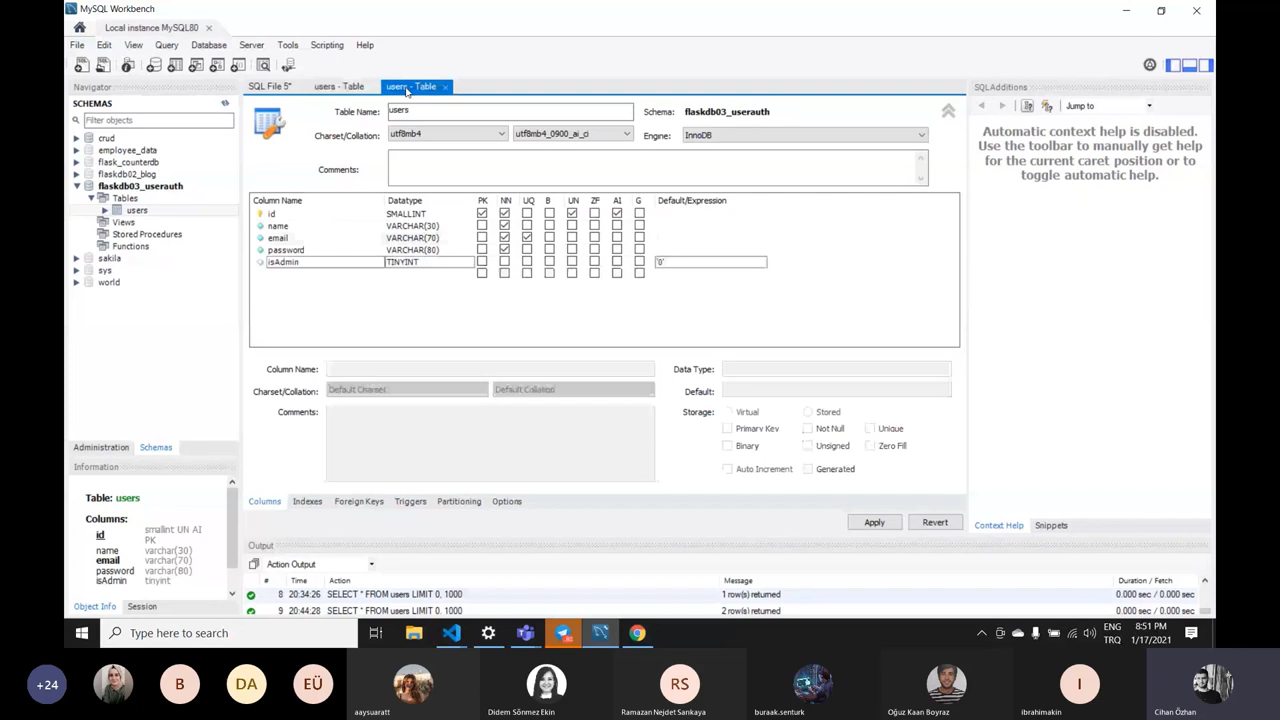 MySQL Workbench
Local instance MySQL80
File Edit View Query Database Server Tools Scripting Help
Navigator
SCHEMAS
Filter objects
crud
employee_data
flask_counterdb
flaskdb02_blog
flaskdb03_userauth
Tables
users
Views
Stored Procedures
Functions
sakila
sys
world
Administration Schemas
Information
Table: users
Columns:
id smallint UN AI
PK
name varchar(30)
email varchar(70)
password varchar(80)
isAdmin tinyint
Object Info Session
SQL File 5* users - Table users - Table
Table Name: users Schema: flaskdb03_userauth
Charset/Collation: utf8mb4 utf8mb4_0900_ai_ci Engine: InnoDB
Comments:
Column Name Datatype PK NN UQ B UN ZF AI G Default/Expression
id SMALLINT
name VARCHAR(30)
email VARCHAR(70)
password VARCHAR(80)
isAdmin TINYINT '0'
Column Name: Data Type:
Charset/Collation: Default Charset Default Collation Default:
Comments: Storage: Virtual Stored
Primary Key Not Null Unique
Binary Unsigned Zero Fill
Auto Increment Generated
Columns Indexes Foreign Keys Triggers Partitioning Options
Apply Revert
Output
Action Output
# Time Action Message Duration / Fetch
8 20:34:26 SELECT * FROM users LIMIT 0, 1000 1 row(s) returned 0.000 sec / 0.000 sec
9 20:44:28 SELECT * FROM users LIMIT 0, 1000 2 row(s) returned 0.000 sec / 0.000 sec
SQLAdditions
Jump to
Automatic context help is disabled.
Use the toolbar to manually get help
for the current caret position or to
toggle automatic help.
Context Help Snippets
Type here to search
ENG 8:51 PM
TRQ 1/17/2021
+24 B DA EÜ RS I
aaysuaratt Didem Sönmez Ekin Ramazan Nejdet Sarıkaya buraak.senturk Oğuz Kaan Boyraz ibrahimakin Cihan Özhan